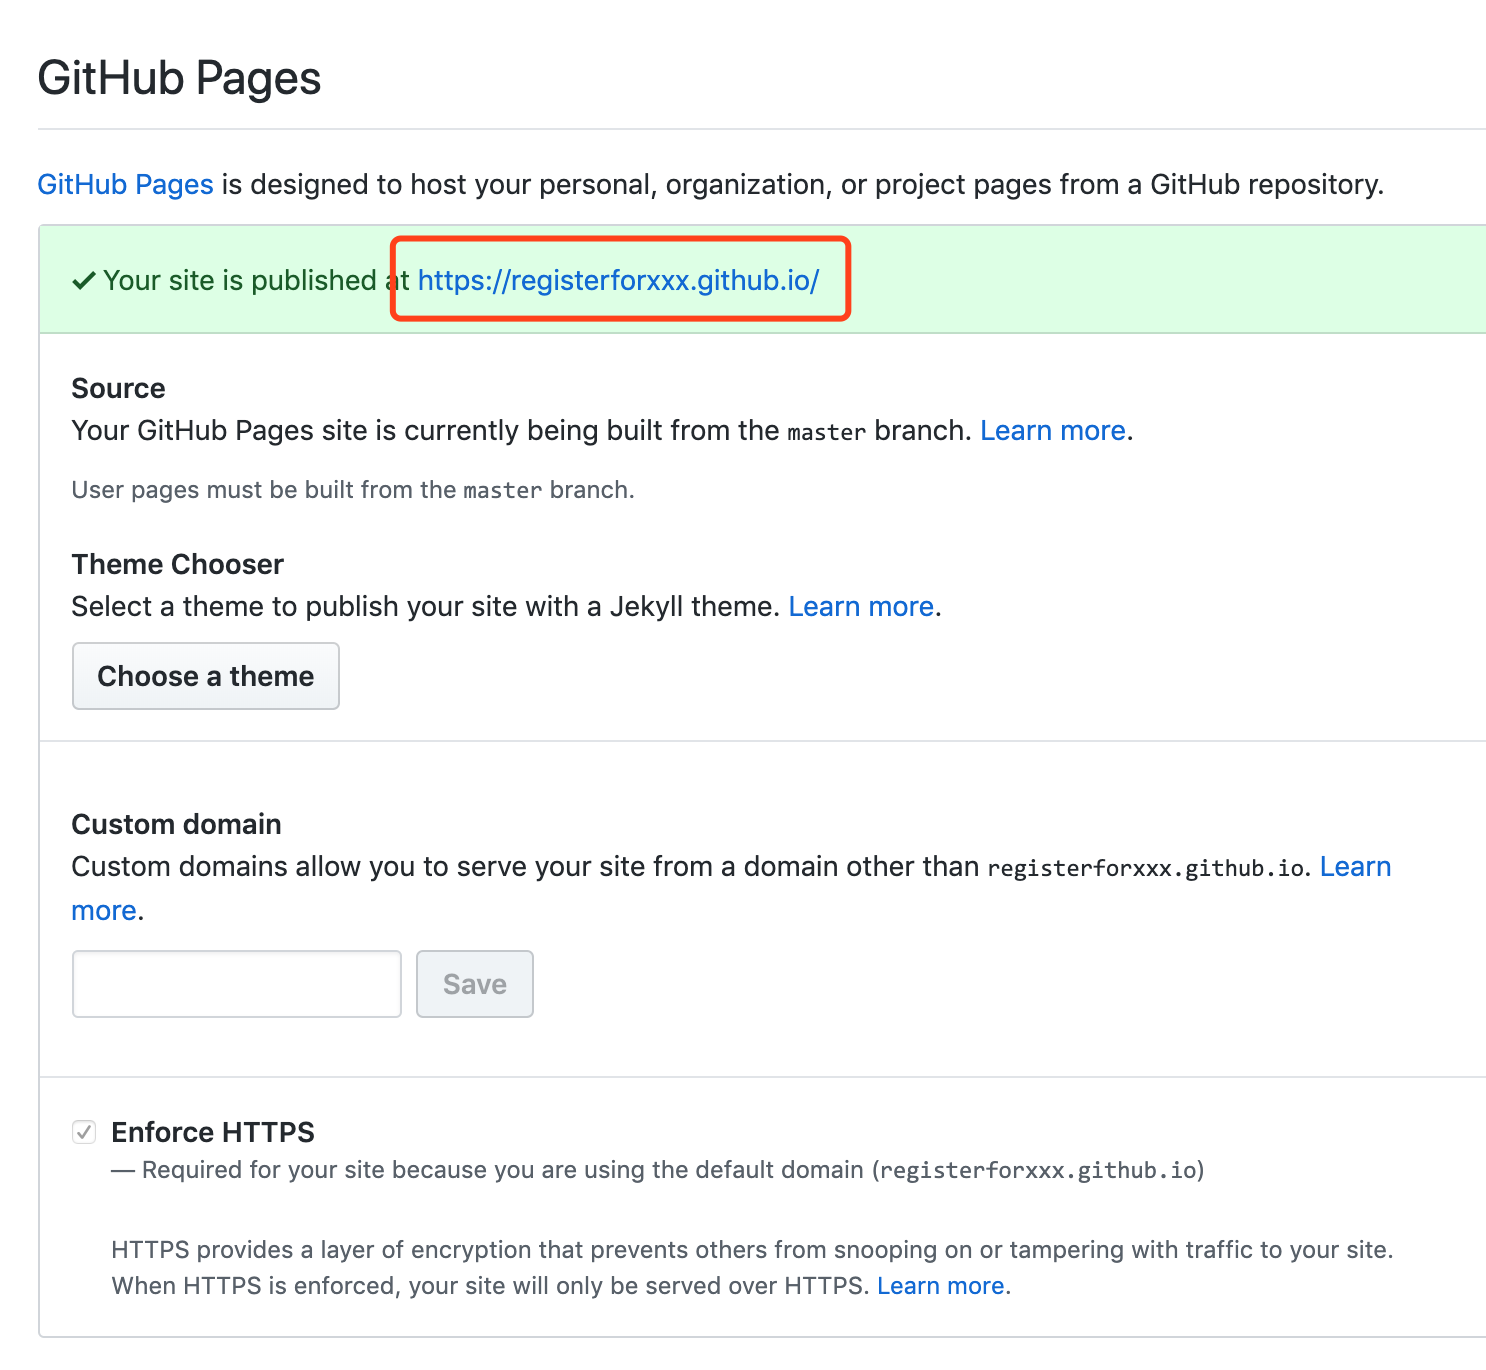 GitHub Pages
GitHub Pages is designed to host your personal, organization, or project pages from a GitHub repository.
Your site is published at https://registerforxxx.github.io/
Source
Your GitHub Pages site is currently being built from the master branch. Learn more.
User pages must be built from the master branch.
Theme Chooser
Select a theme to publish your site with a Jekyll theme. Learn more.
Choose a theme
Custom domain
Custom domains allow you to serve your site from a domain other than registerforxxx.github.io. Learn
more.
Save
Enforce HTTPS
— Required for your site because you are using the default domain (registerforxxx.github.io)
HTTPS provides a layer of encryption that prevents others from snooping on or tampering with traffic to your site.
When HTTPS is enforced, your site will only be served over HTTPS. Learn more.